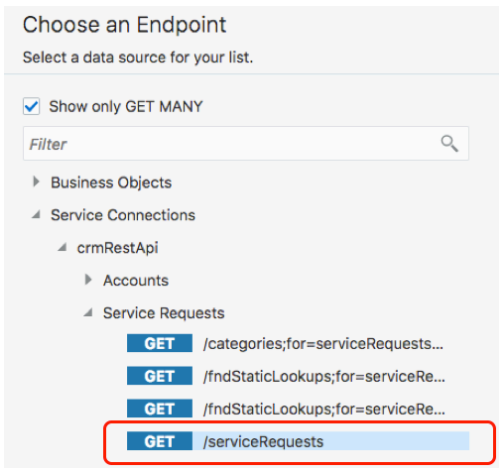 Choose an Endpoint
Select a data source for your list.
Show only GET MANY
Filter
Business Objects
Service Connections
crmRestApi
Accounts
Service Requests
GET /categories;for=serviceRequests...
GET /fndStaticLookups;for=serviceRe...
GET /fndStaticLookups;for=serviceRe...
GET /serviceRequests